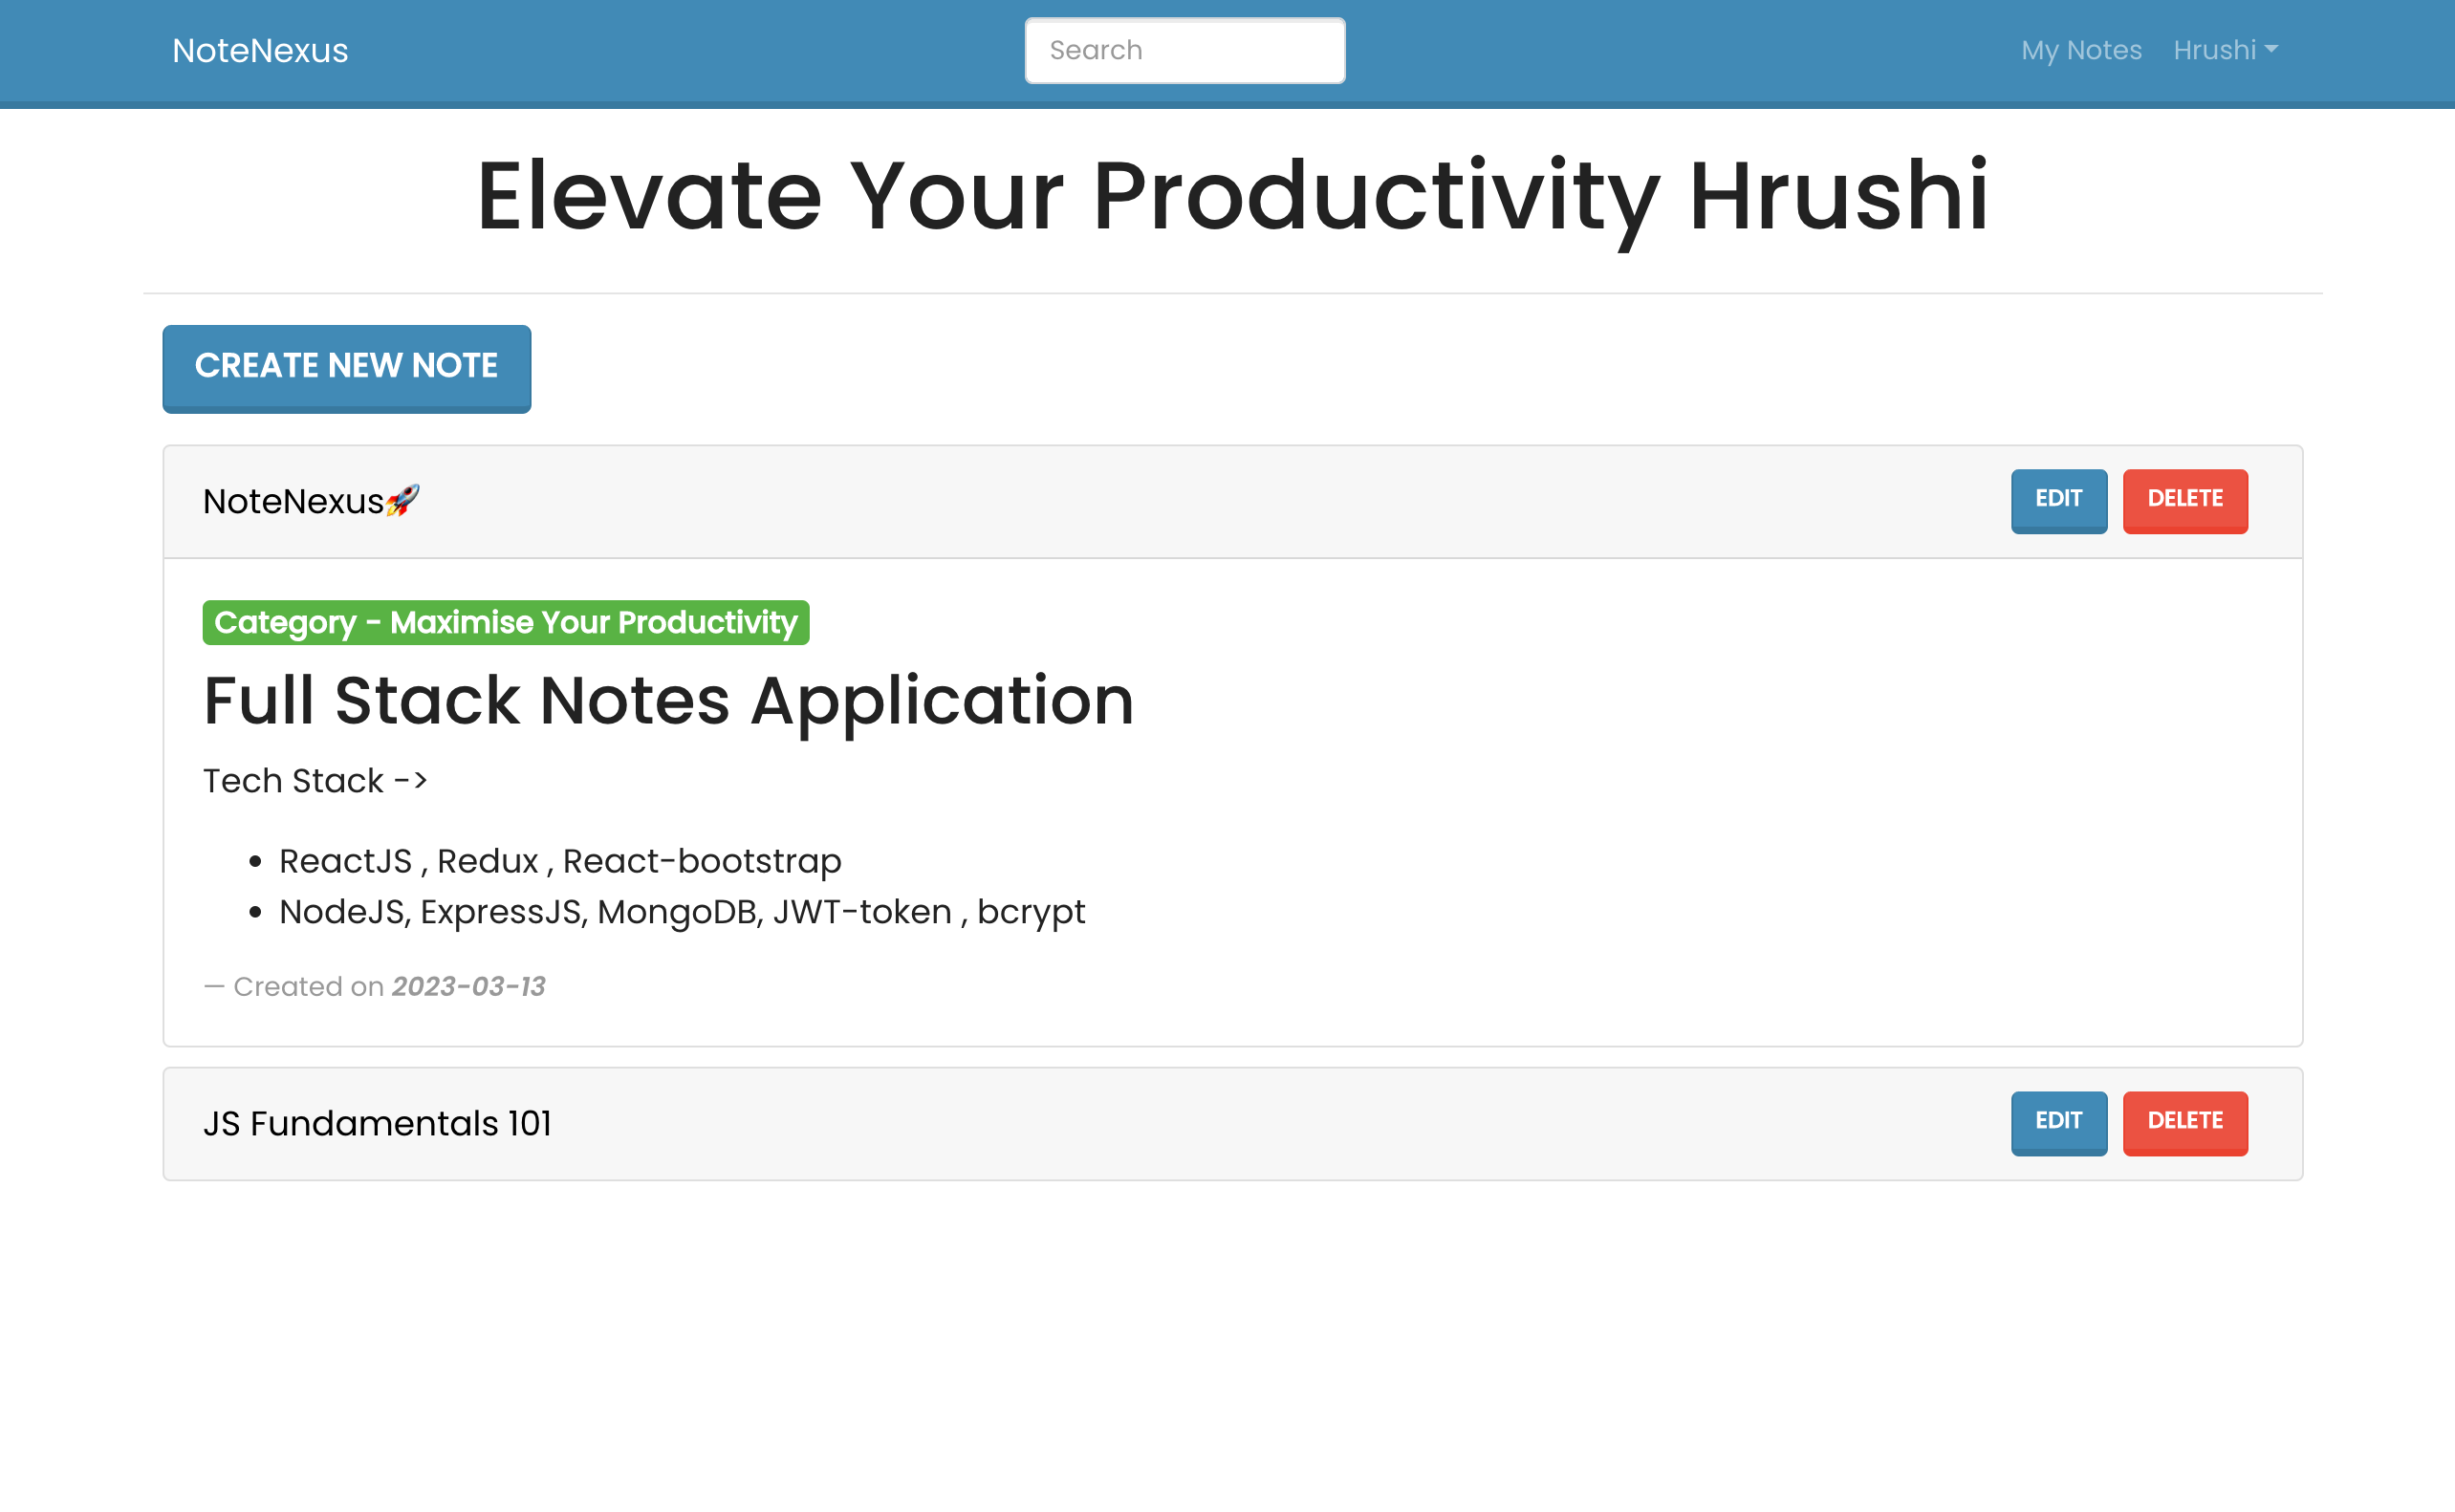 NoteNexus
Search
My Notes
Hrushi
Elevate Your Productivity Hrushi
CREATE NEW NOTE
NoteNexus🚀
EDIT
DELETE
Category - Maximise Your Productivity
Full Stack Notes Application
Tech Stack ->
• ReactJS , Redux , React-bootstrap
• NodeJS, ExpressJS, MongoDB, JWT-token , bcrypt
— Created on 2023-03-13
JS Fundamentals 101
EDIT
DELETE